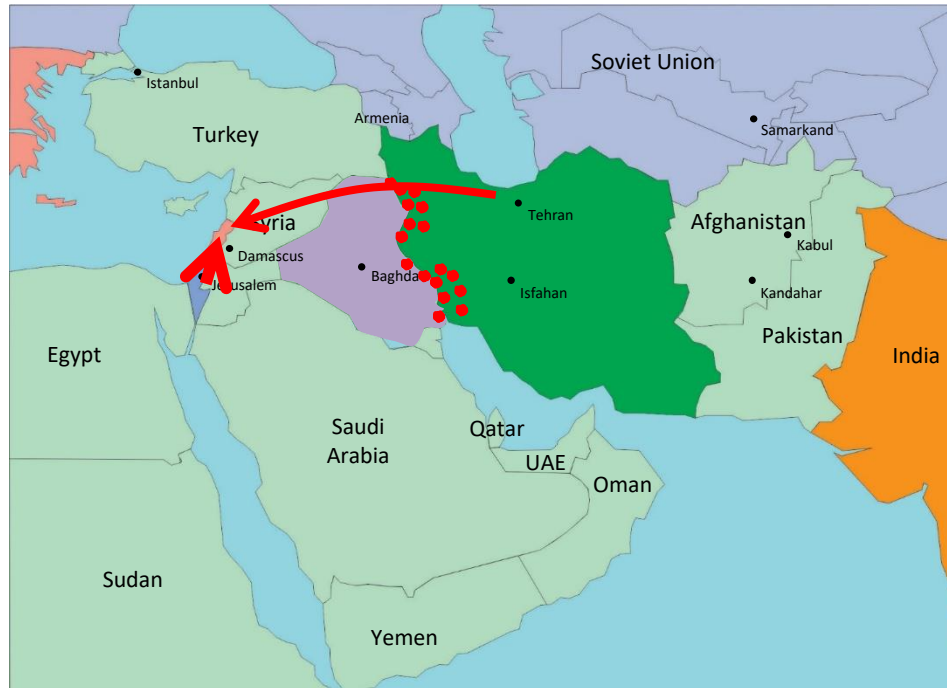 Soviet Union
Istanbul
Armenia
Samarkand
Turkey
Tehran
Afghanistan
Syria
Kabul
Damascus
Baghda
Isfahan
Jerusalem
Kandahar
Pakistan
Egypt
India
Saudi
Arabia
Qatar
UAE
Oman
Sudan
Yemen